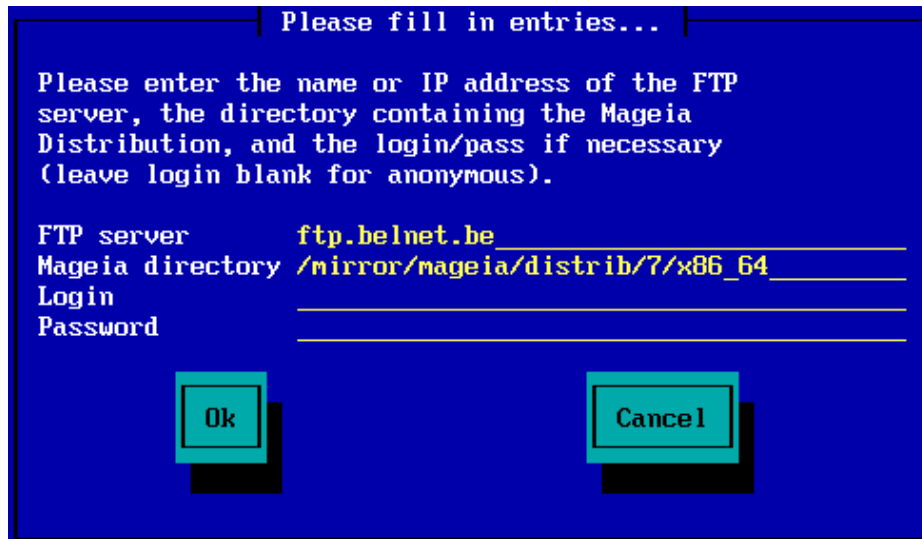 Please fill in entries...
Please enter the name or IP address of the FTP
server, the directory containing the Mageia
Distribution, and the login/pass if necessary
(leave login blank for anonymous).
FTP server ftp.belnet.be
Mageia directory /mirror/mageia/distrib/7/x86_64
Login
Password
Ok Cancel